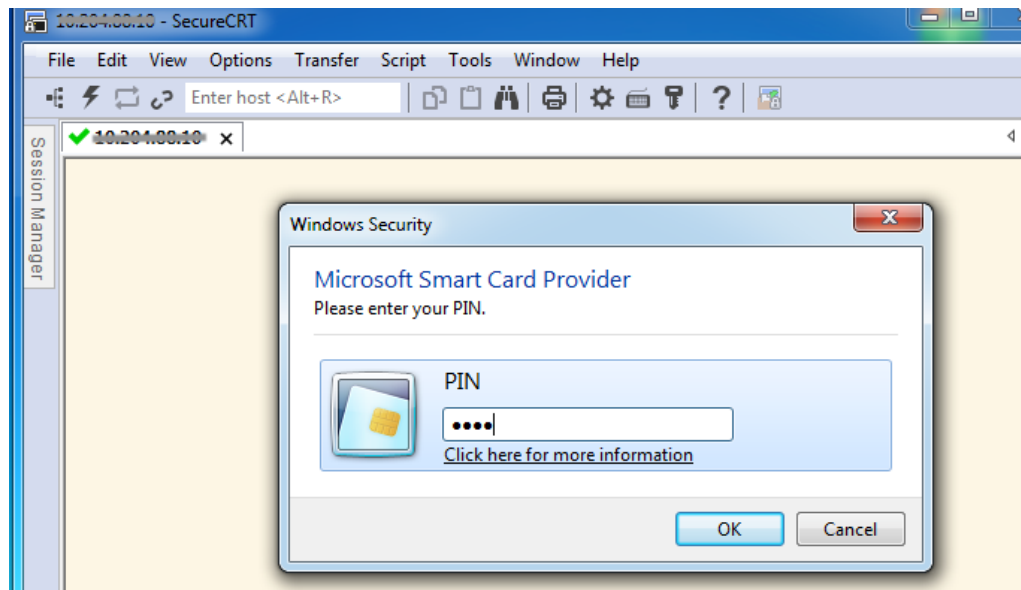 - SecureCRT
File Edit View Options Transfer Script Tools Window Help
Enter host <Alt+R>
Session Manager
Windows Security
Microsoft Smart Card Provider
Please enter your PIN.
PIN
••••
Click here for more information
OK Cancel